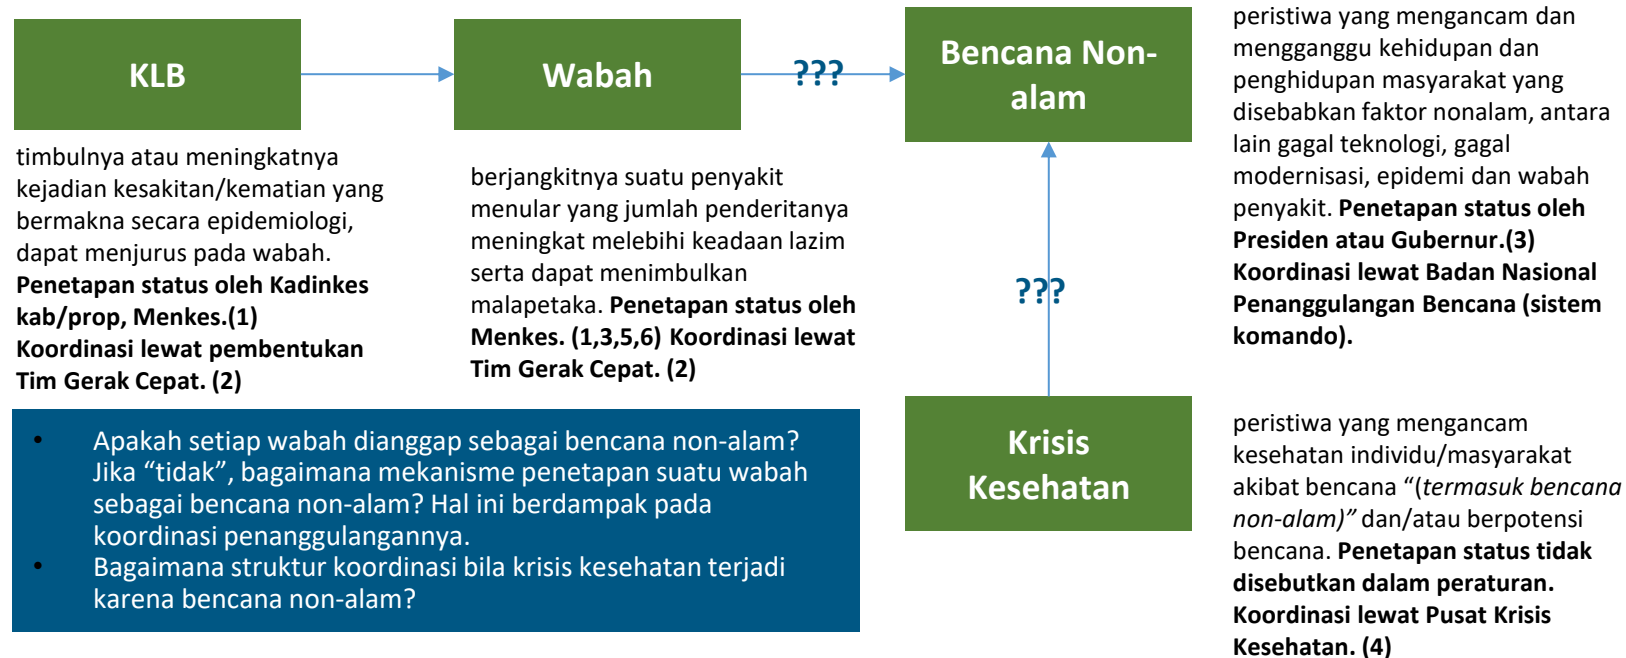 KLB
timbulnya atau meningkatnya
kejadian kesakitan/kematian yang
bermakna secara epidemiologi,
dapat menjurus pada wabah.
Penetapan status oleh Kadinkes
kab/prop, Menkes.(1)
Koordinasi lewat pembentukan
Tim Gerak Cepat. (2)
Wabah
berjangkitnya suatu penyakit
menular yang jumlah penderitanya
meningkat melebihi keadaan lazim
serta dapat menimbulkan
malapetaka. Penetapan status oleh
Menkes. (1,3,5,6) Koordinasi lewat
Tim Gerak Cepat. (2)
???
Bencana Non-
alam
peristiwa yang mengancam dan
mengganggu kehidupan dan
penghidupan masyarakat yang
disebabkan faktor nonalam, antara
lain gagal teknologi, gagal
modernisasi, epidemi dan wabah
penyakit. Penetapan status oleh
Presiden atau Gubernur.(3)
Koordinasi lewat Badan Nasional
Penanggulangan Bencana (sistem
komando).
???
Krisis
Kesehatan
peristiwa yang mengancam
kesehatan individu/masyarakat
akibat bencana “(termasuk bencana
non-alam)” dan/atau berpotensi
bencana. Penetapan status tidak
disebutkan dalam peraturan.
Koordinasi lewat Pusat Krisis
Kesehatan. (4)
• Apakah setiap wabah dianggap sebagai bencana non-alam?
Jika “tidak”, bagaimana mekanisme penetapan suatu wabah
sebagai bencana non-alam? Hal ini berdampak pada
koordinasi penanggulangannya.
• Bagaimana struktur koordinasi bila krisis kesehatan terjadi
karena bencana non-alam?